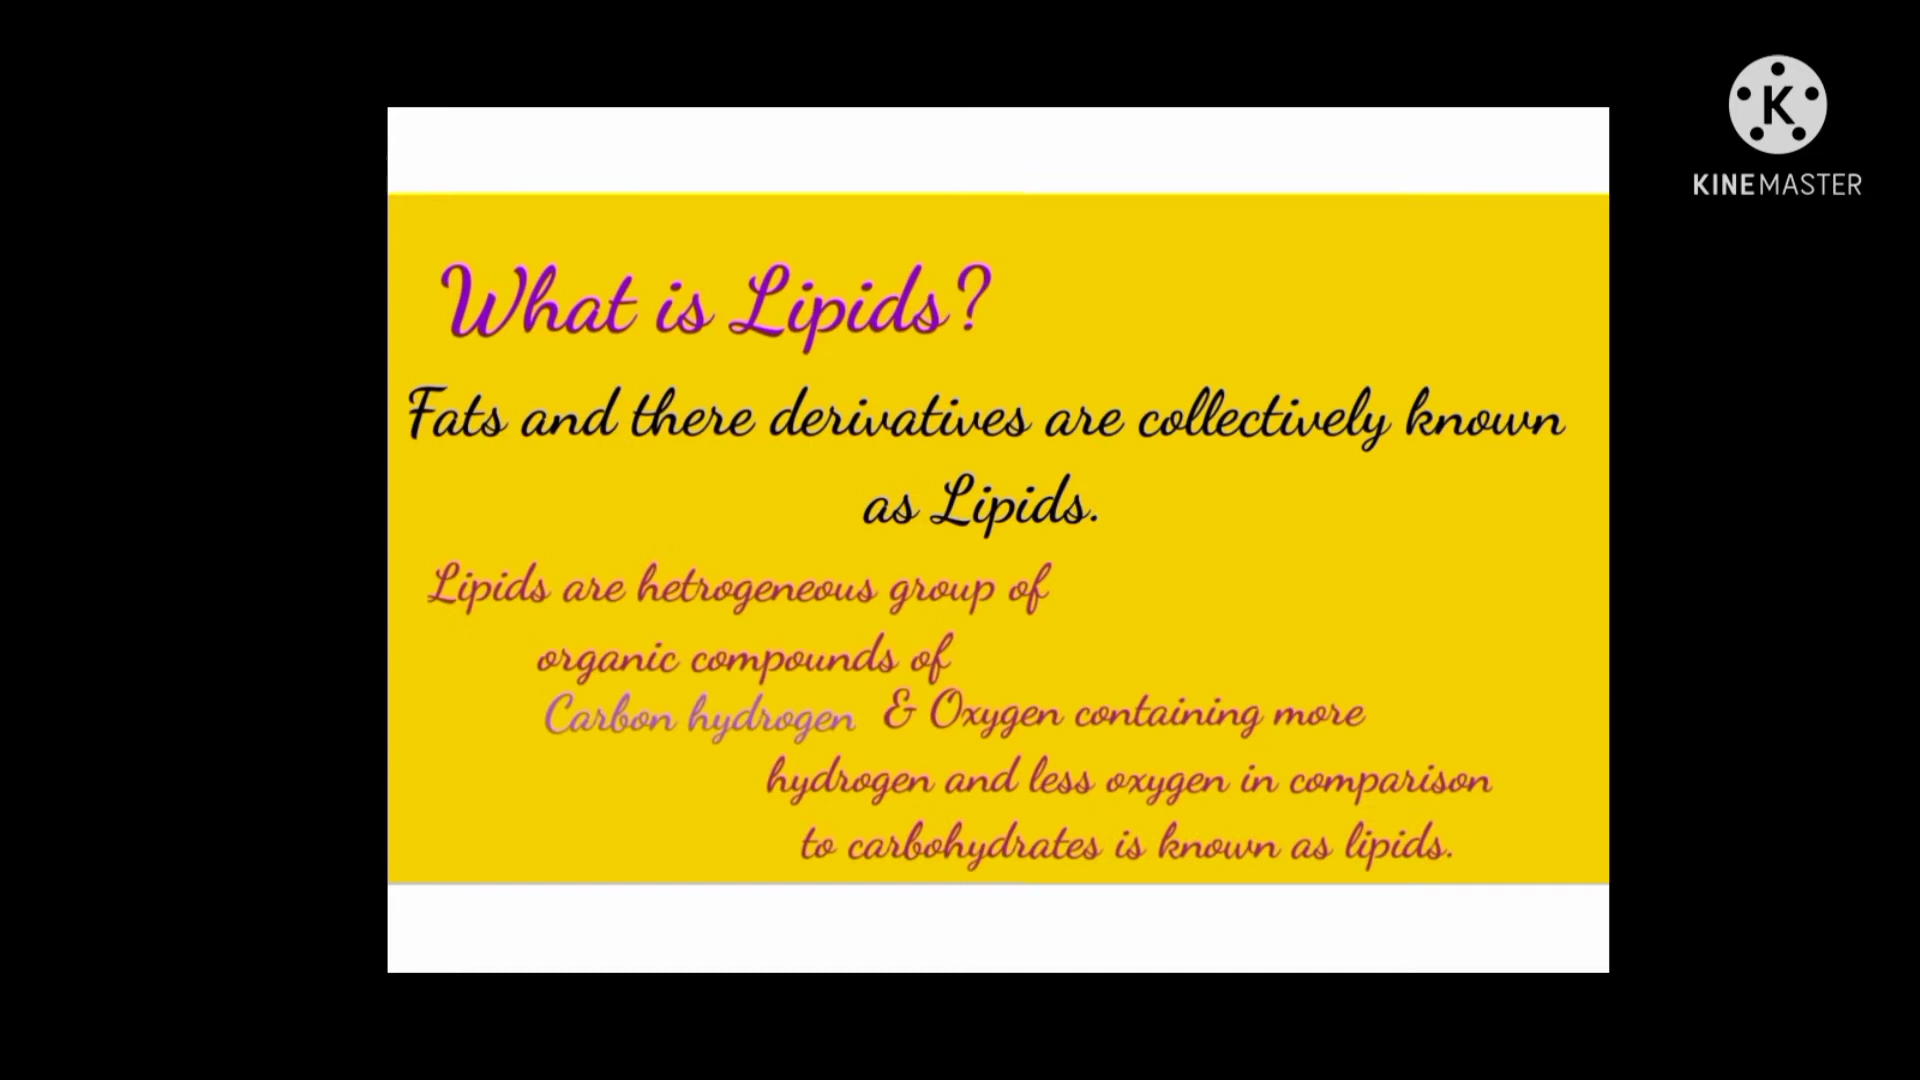 K
KINEMASTER
What is Lipids?
Fats and there derivatives are collectively known
as Lipids.
Lipids are hetrogeneous group of
organic compounds of
Carbon hydrogen & Oxygen containing more
hydrogen and less oxygen in comparison
to carbohydrates is known as lipids.